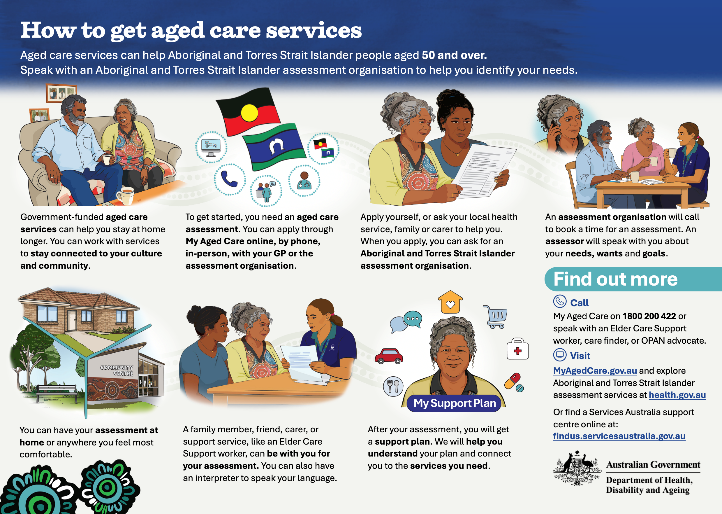 How to get aged care services
Aged care services can help Aboriginal and Torres Strait Islander people aged 50 and over.
Speak with an Aboriginal and Torres Strait Islander assessment organisation to help you identify your needs.
Government-funded aged care
services can help you stay at home
longer. You can work with services
to stay connected to your culture
and community.
To get started, you need an aged care
assessment. You can apply through
My Aged Care online, by phone,
in-person, with your GP or the
assessment organisation.
Apply yourself, or ask your local health
service, family or carer to help you.
When you apply, you can ask for an
Aboriginal and Torres Strait Islander
assessment organisation.
An assessment organisation will call
to book a time for an assessment. An
assessor will speak with you about
your needs, wants and goals.
COMMUNITY
CENTRE
You can have your assessment at
home or anywhere you feel most
comfortable.
A family member, friend, carer, or
support service, like an Elder Care
Support worker, can be with you for
your assessment. You can also have
an interpreter to speak your language.
My Support Plan
After your assessment, you will get
a support plan. We will help you
understand your plan and connect
you to the services you need.
Find out more
Call
My Aged Care on 1800 200 422 or
speak with an Elder Care Support
worker, care finder, or OPAN advocate.
Visit
MyAgedCare.gov.au and explore
Aboriginal and Torres Strait Islander
assessment services at health.gov.au
Or find a Services Australia support
centre online at:
findus.servicesaustralia.gov.au
Australian Government
Department of Health,
Disability and Ageing